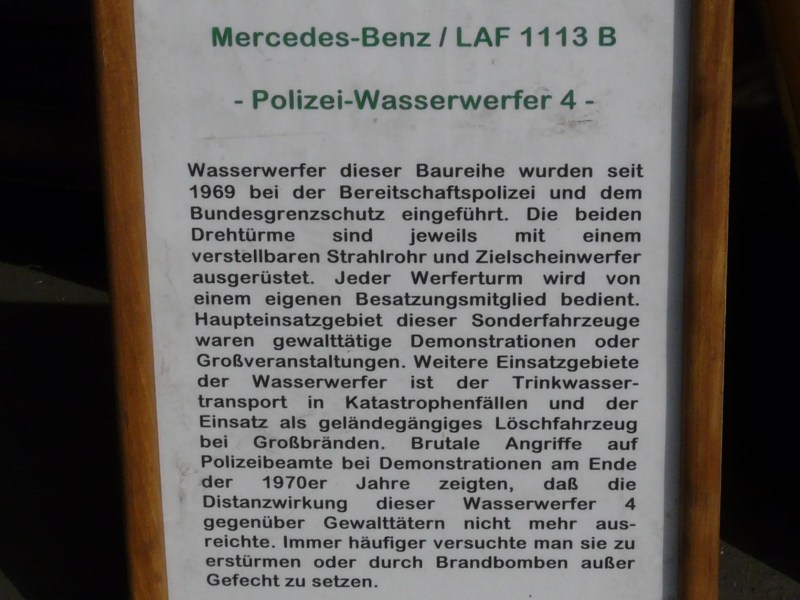 Mercedes-Benz / LAF 1113 B
- Polizei-Wasserwerfer 4 -
Wasserwerfer dieser Baureihe wurden seit
1969 bei der Bereitschaftspolizei und dem
Bundesgrenzschutz eingeführt. Die beiden
Drehtürme sind jeweils mit einem
verstellbaren Strahlrohr und Zielscheinwerfer
ausgerüstet. Jeder Werferturm wird von
einem eigenen Besatzungsmitglied bedient.
Haupteinsatzgebiet dieser Sonderfahrzeuge
waren gewalttätige Demonstrationen oder
Großveranstaltungen. Weitere Einsatzgebiete
der Wasserwerfer ist der Trinkwasser-
transport in Katastrophenfällen und der
Einsatz als geländegängiges Löschfahrzeug
bei Großbränden. Brutale Angriffe auf
Polizeibeamte bei Demonstrationen am Ende
der 1970er Jahre zeigten, daß die
Distanzwirkung dieser Wasserwerfer 4
gegenüber Gewalttätern nicht mehr aus-
reichte. Immer häufiger versuchte man sie zu
erstürmen oder durch Brandbomben außer
Gefecht zu setzen.